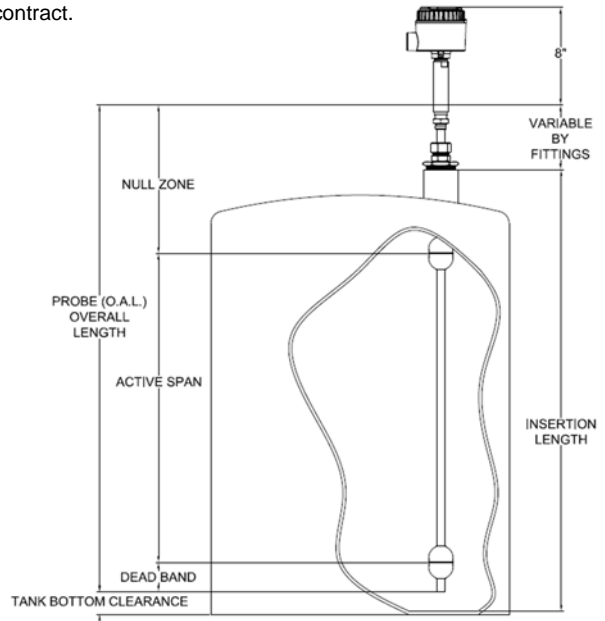 contract.
8"
VARIABLE
BY
FITTINGS
NULL ZONE
PROBE (O.A.L.)
OVERALL
LENGTH
ACTIVE SPAN
INSERTION
LENGTH
DEAD BAND
TANK BOTTOM CLEARANCE